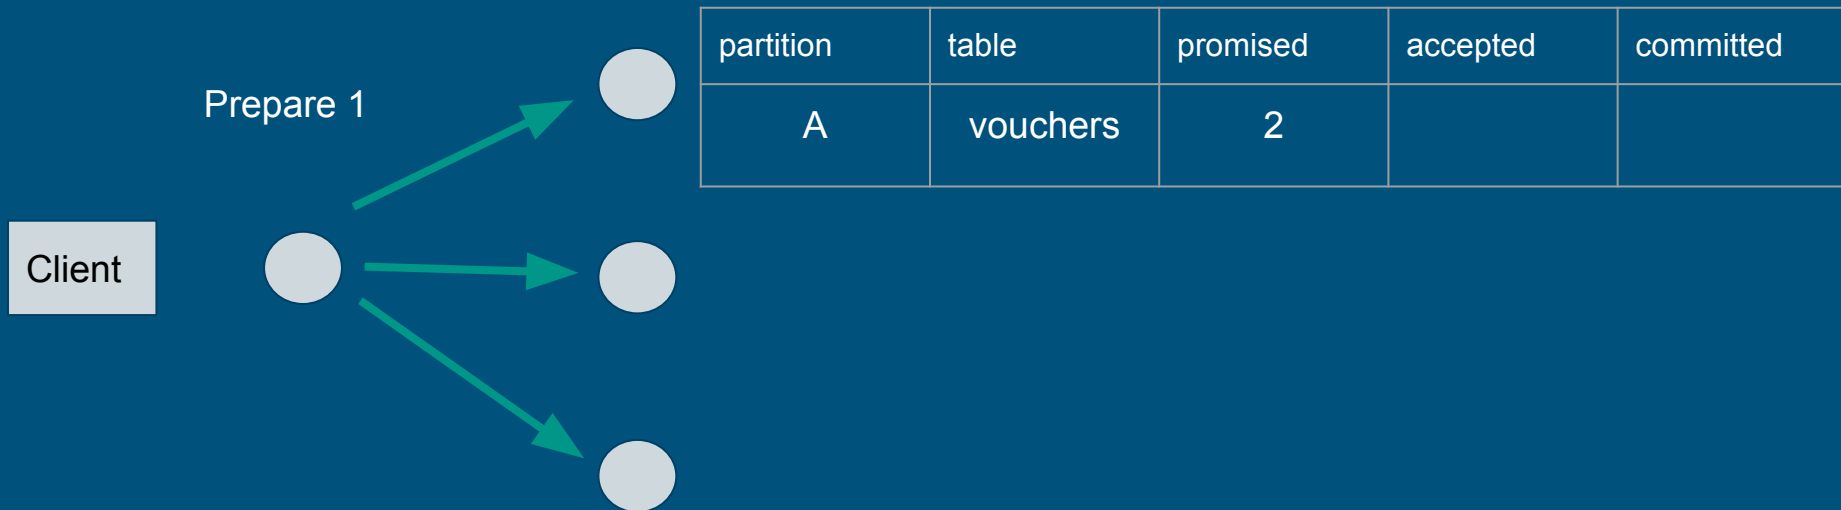 partition table promised accepted committed
Prepare 1
A vouchers 2
Client